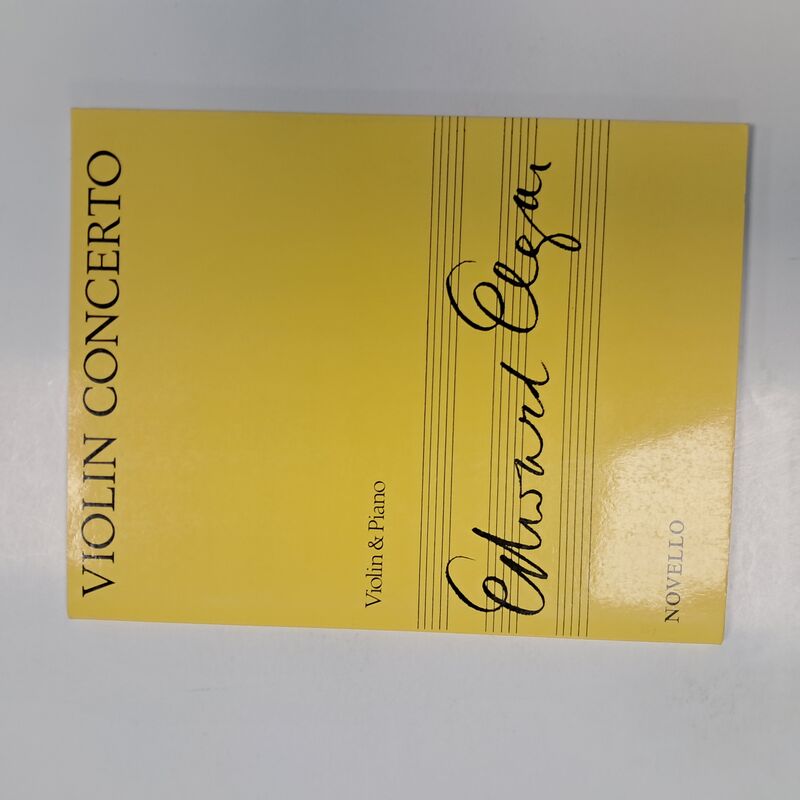 VIOLIN CONCERTO
Violin & Piano
Edward Elgar
NOVELLO